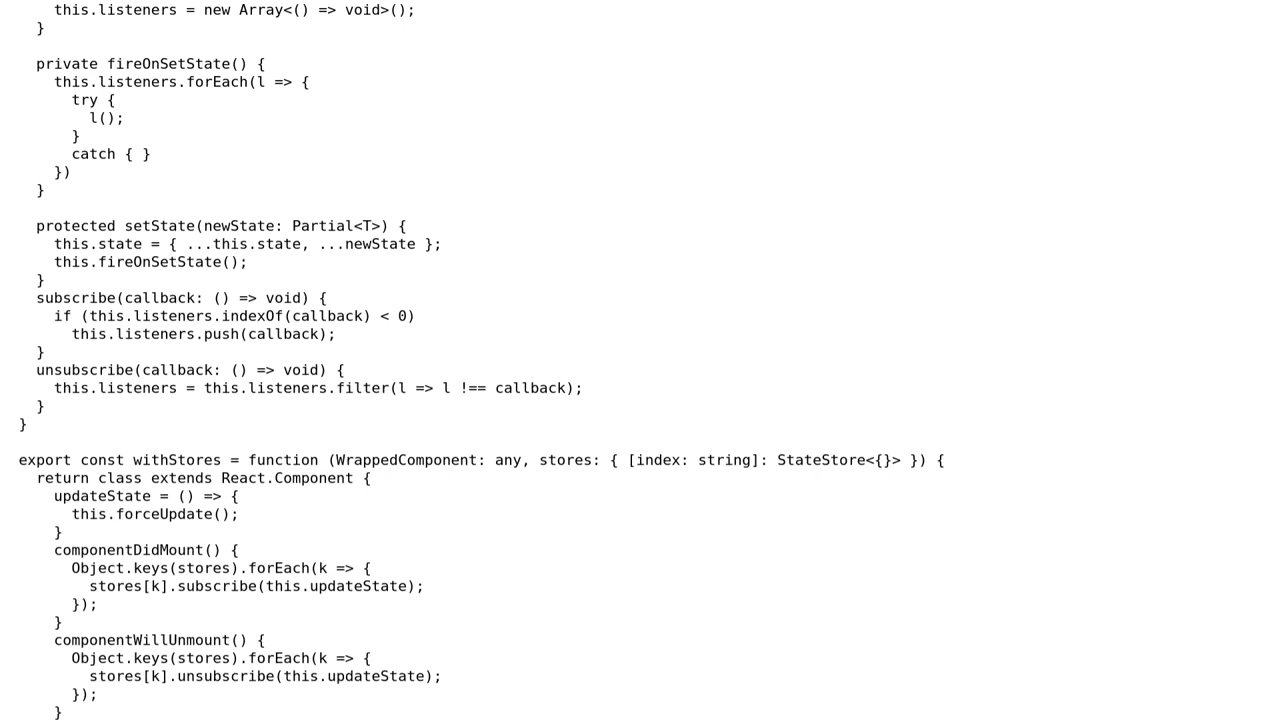 this.listeners = new Array<() => void>();
  }

  private fireOnSetState() {
    this.listeners.forEach(l => {
      try {
        l();
      }
      catch { }
    })
  }

  protected setState(newState: Partial<T>) {
    this.state = { ...this.state, ...newState };
    this.fireOnSetState();
  }
  subscribe(callback: () => void) {
    if (this.listeners.indexOf(callback) < 0)
      this.listeners.push(callback);
  }
  unsubscribe(callback: () => void) {
    this.listeners = this.listeners.filter(l => l !== callback);
  }
}

export const withStores = function (WrappedComponent: any, stores: { [index: string]: StateStore<{}> }) {
  return class extends React.Component {
    updateState = () => {
      this.forceUpdate();
    }
    componentDidMount() {
      Object.keys(stores).forEach(k => {
        stores[k].subscribe(this.updateState);
      });
    }
    componentWillUnmount() {
      Object.keys(stores).forEach(k => {
        stores[k].unsubscribe(this.updateState);
      });
    }